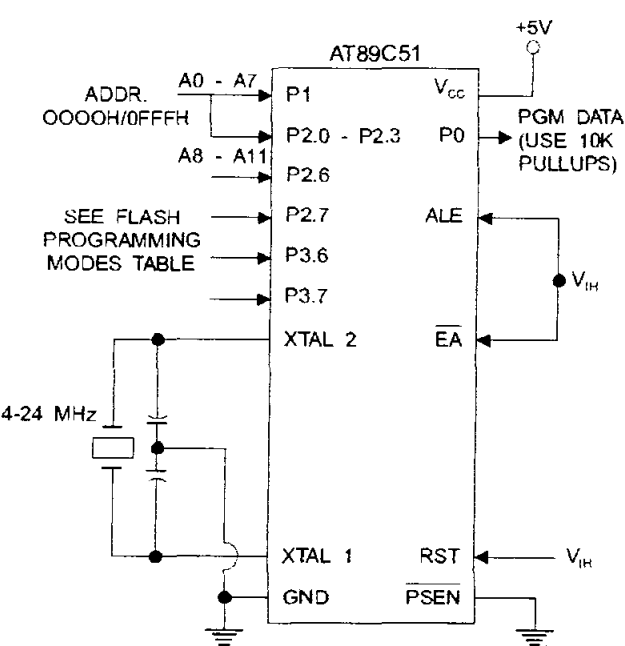 +5V
AT89C51
A0 - A7
ADDR.
OOOOH/0FFFH
P1
VCC
P2.0 - P2.3
P0
PGM DATA
(USE 10K
PULLUPS)
A8 - A11
P2.6
SEE FLASH
PROGRAMMING
MODES TABLE
P2.7
ALE
P3.6
P3.7
VIH
XTAL 2
EA
4-24 MHz
XTAL 1
RST
VIH
GND
PSEN